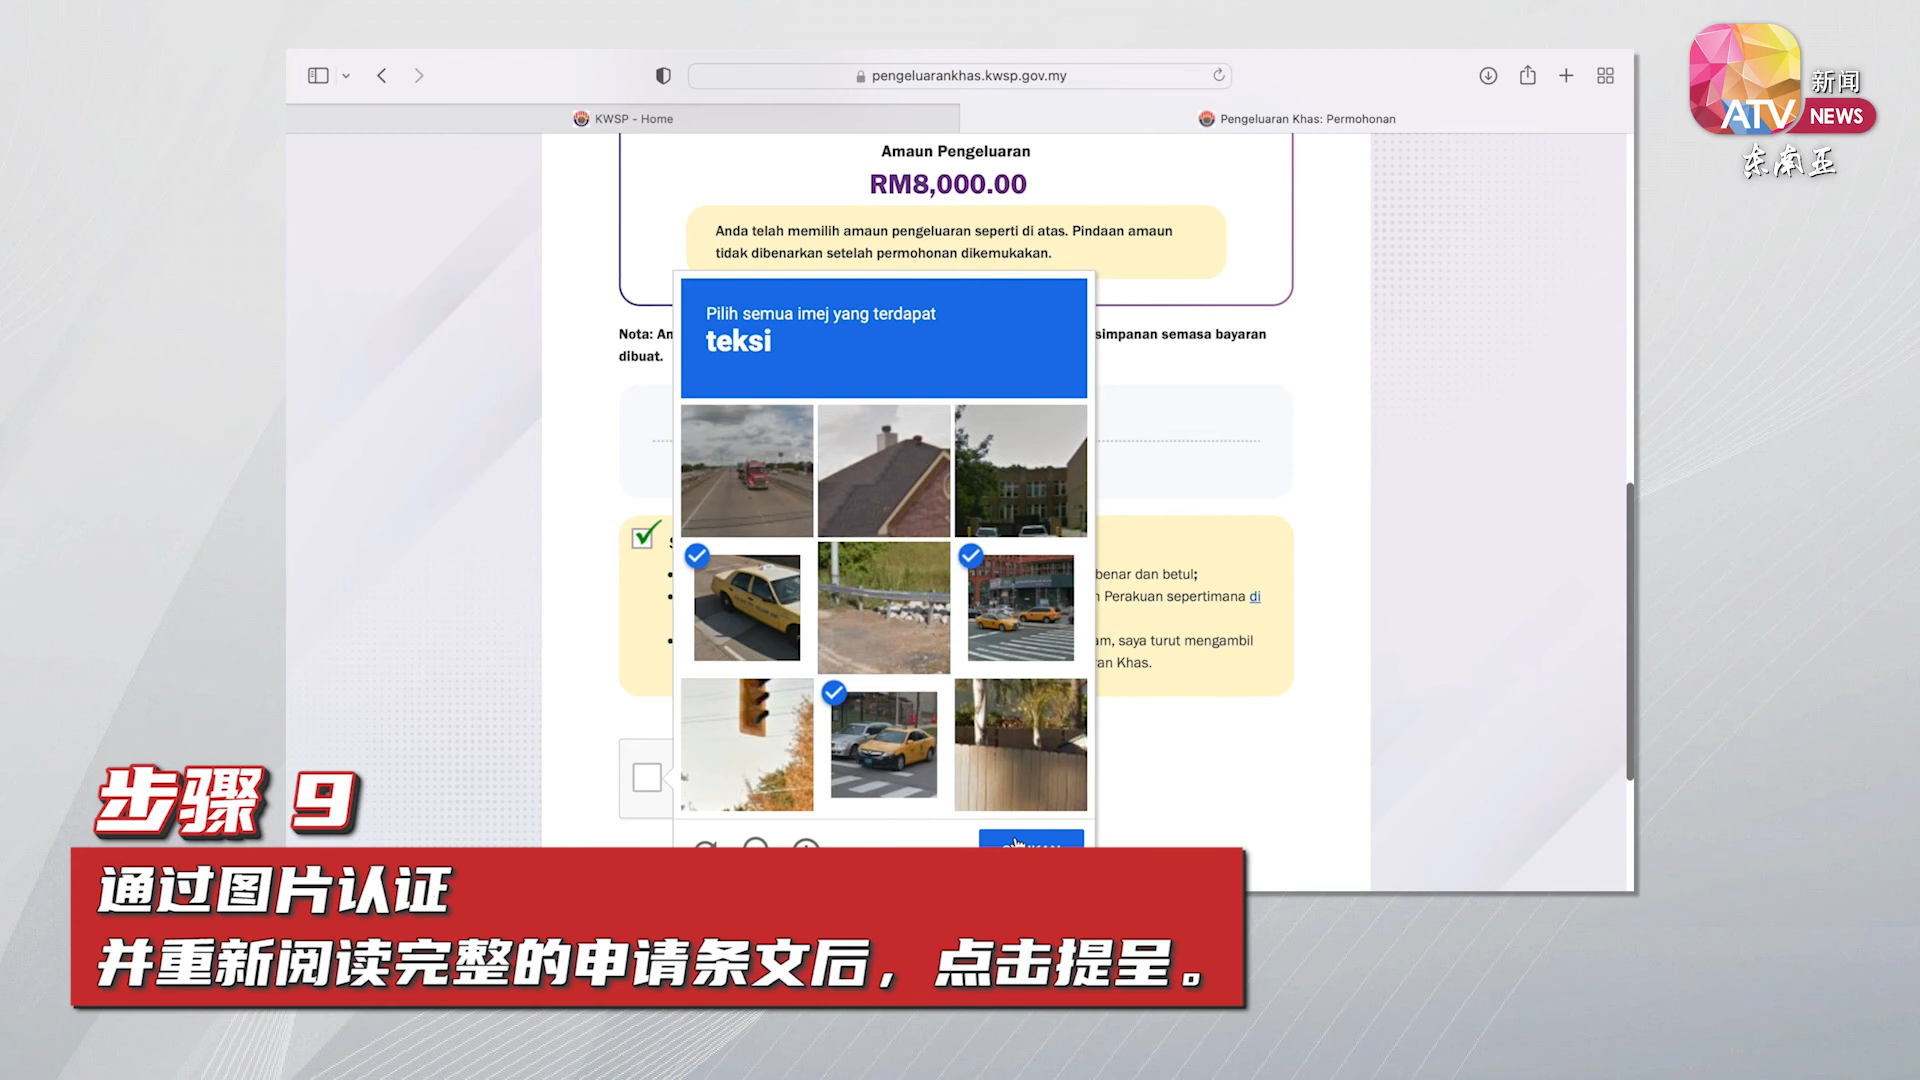 pengeluarankhas.kwsp.gov.my
KWSP - Home
Pengeluaran Khas: Permohonan
新闻
ATV NEWS
东南亚
Amaun Pengeluaran
RM8,000.00
Anda telah memilih amaun pengeluaran seperti di atas. Pindaan amaun
tidak dibenarkan setelah permohonan dikemukakan.
Pilih semua imej yang terdapat
teksi
Nota:
simpanan semasa bayaran
dibuat.
benar dan betul;
Perakuan sepertimana di
saya turut mengambil
Khas.
步骤 9
通过图片认证
并重新阅读完整的申请条文后，点击提呈。